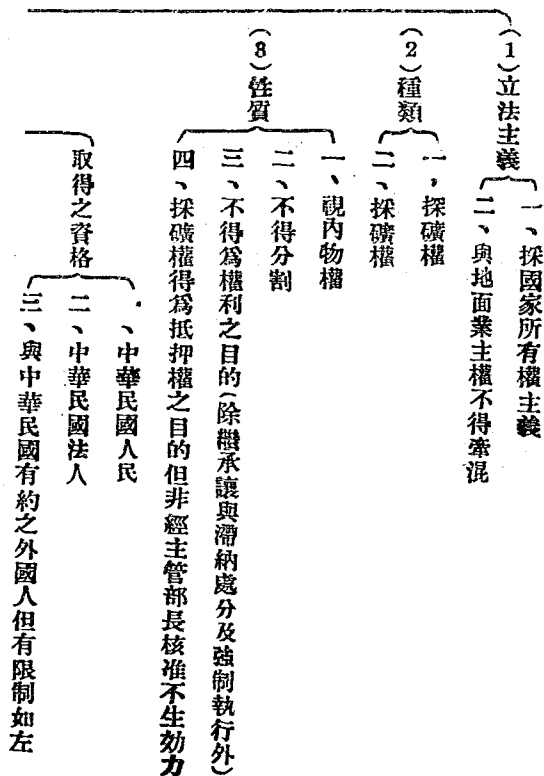 (1)立法主義
一、採國家所有權主義
二、與地面業主權不得牽混
(2)種類
一，探礦權
二、採礦權
(3)性質
一、視內物權
二、不得分割
三、不得爲權利之目的(除繼承讓與滯納處分及強制執行外)
四、採礦權得爲抵押權之目的但非經主管部長核准不生効力
取得之資格
一、中華民國人民
二、中華民國法人
三、與中華民國有約之外國人但有限制如左